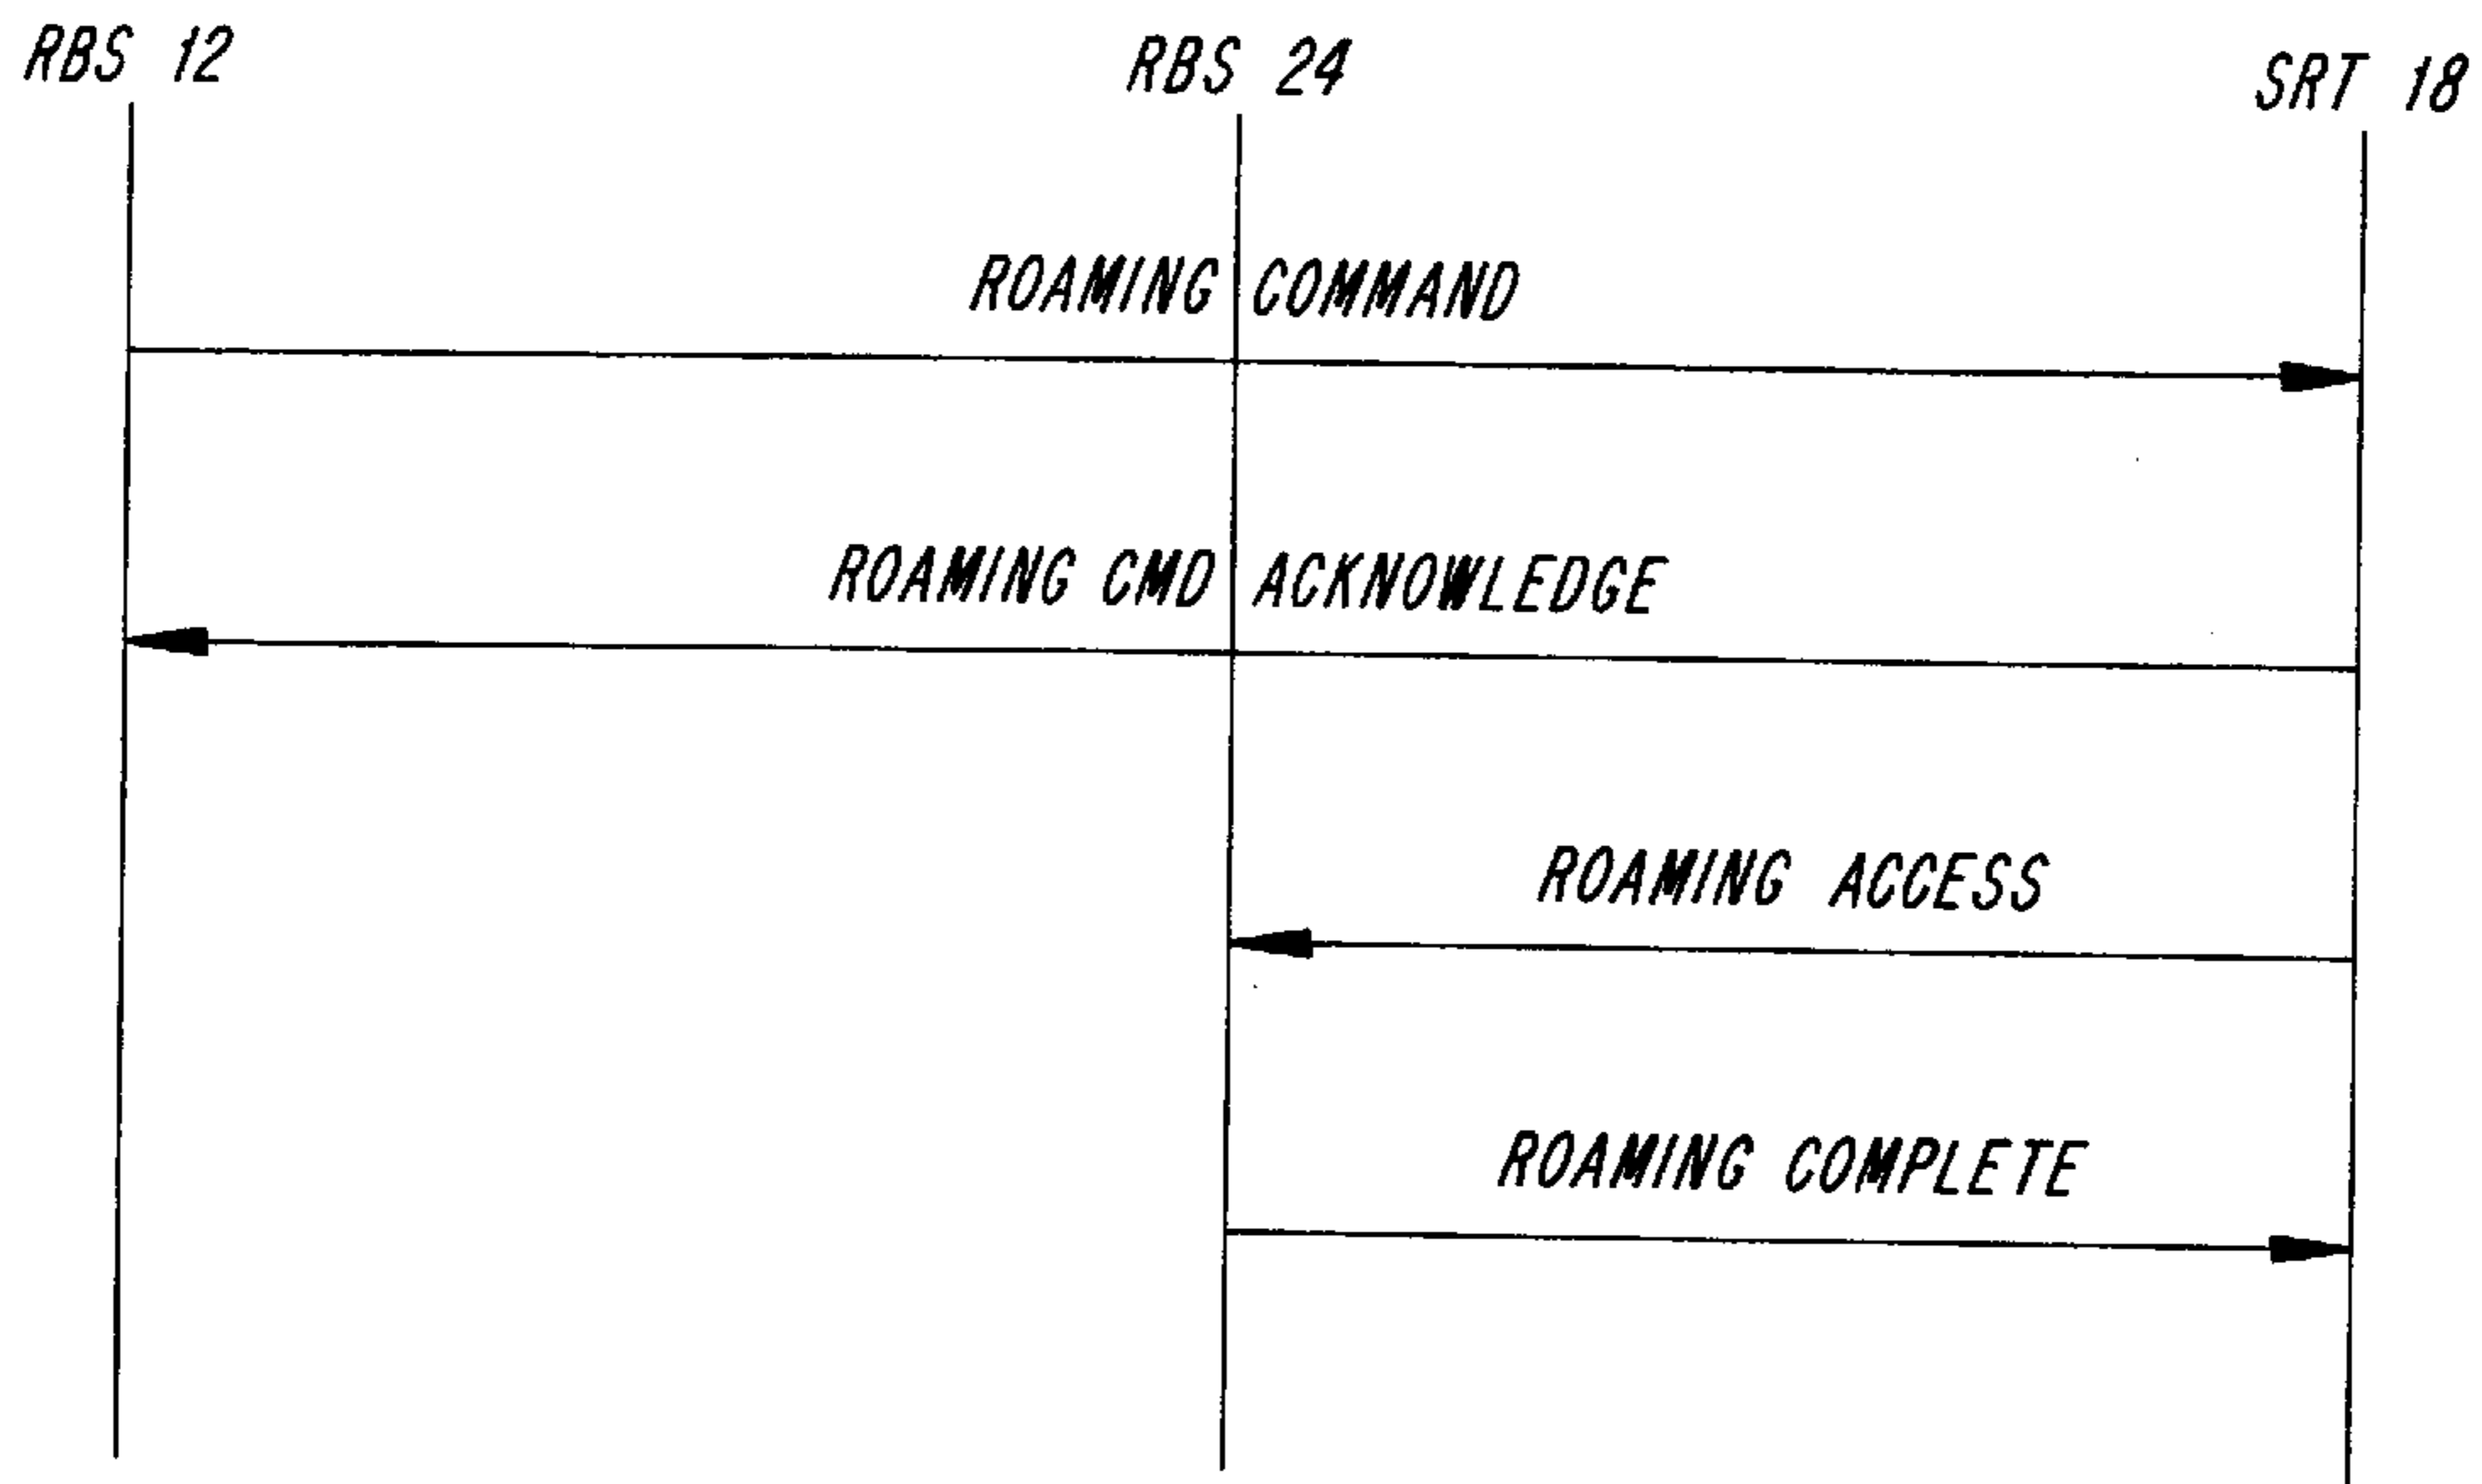 RBS 12
RBS 24
SRT 18
ROAMING COMMAND
ROAMING CMD ACKNOWLEDGE
ROAMING ACCESS
ROAMING COMPLETE